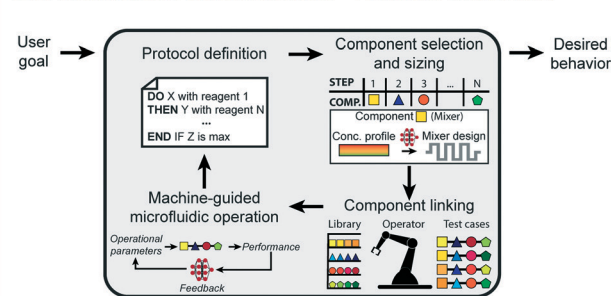 User
goal
Protocol definition
DO X with reagent 1
THEN Y with reagent N
...
END IF Z is max
Component selection
and sizing
STEP 1 2 3 ... N
COMP.
Component (Mixer)
Conc. profile Mixer design
Desired
behavior
Component linking
Library Operator Test cases
Machine-guided
microfluidic operation
Operational
parameters
Performance
Feedback